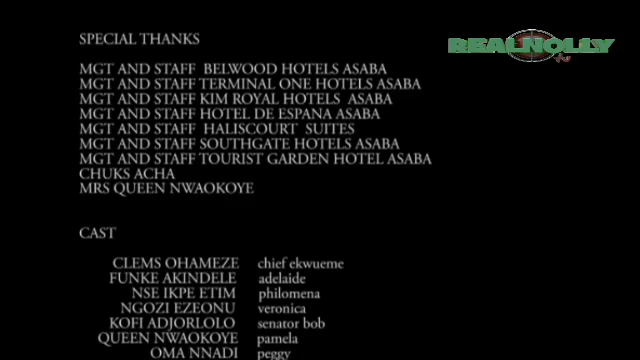 REALNOLLY
TV
SPECIAL THANKS
MGT AND STAFF BELWOOD HOTELS ASABA
MGT AND STAFF TERMINAL ONE HOTELS ASABA
MGT AND STAFF KIM ROYAL HOTELS ASABA
MGT AND STAFF HOTEL DE ESPANA ASABA
MGT AND STAFF HALISCOURT SUITES
MGT AND STAFF SOUTHGATE HOTELS ASABA
MGT AND STAFF TOURIST GARDEN HOTEL ASABA
CHUKS ACHA
MRS QUEEN NWAOKOYE
CAST
CLEMS OHAMEZE chief ekwueme
FUNKE AKINDELE adelaide
NSE IKPE ETIM philomena
NGOZI EZEONU veronica
KOFI ADJORLOLO senator bob
QUEEN NWAOKOYE pamela
OMA NNADI peggy